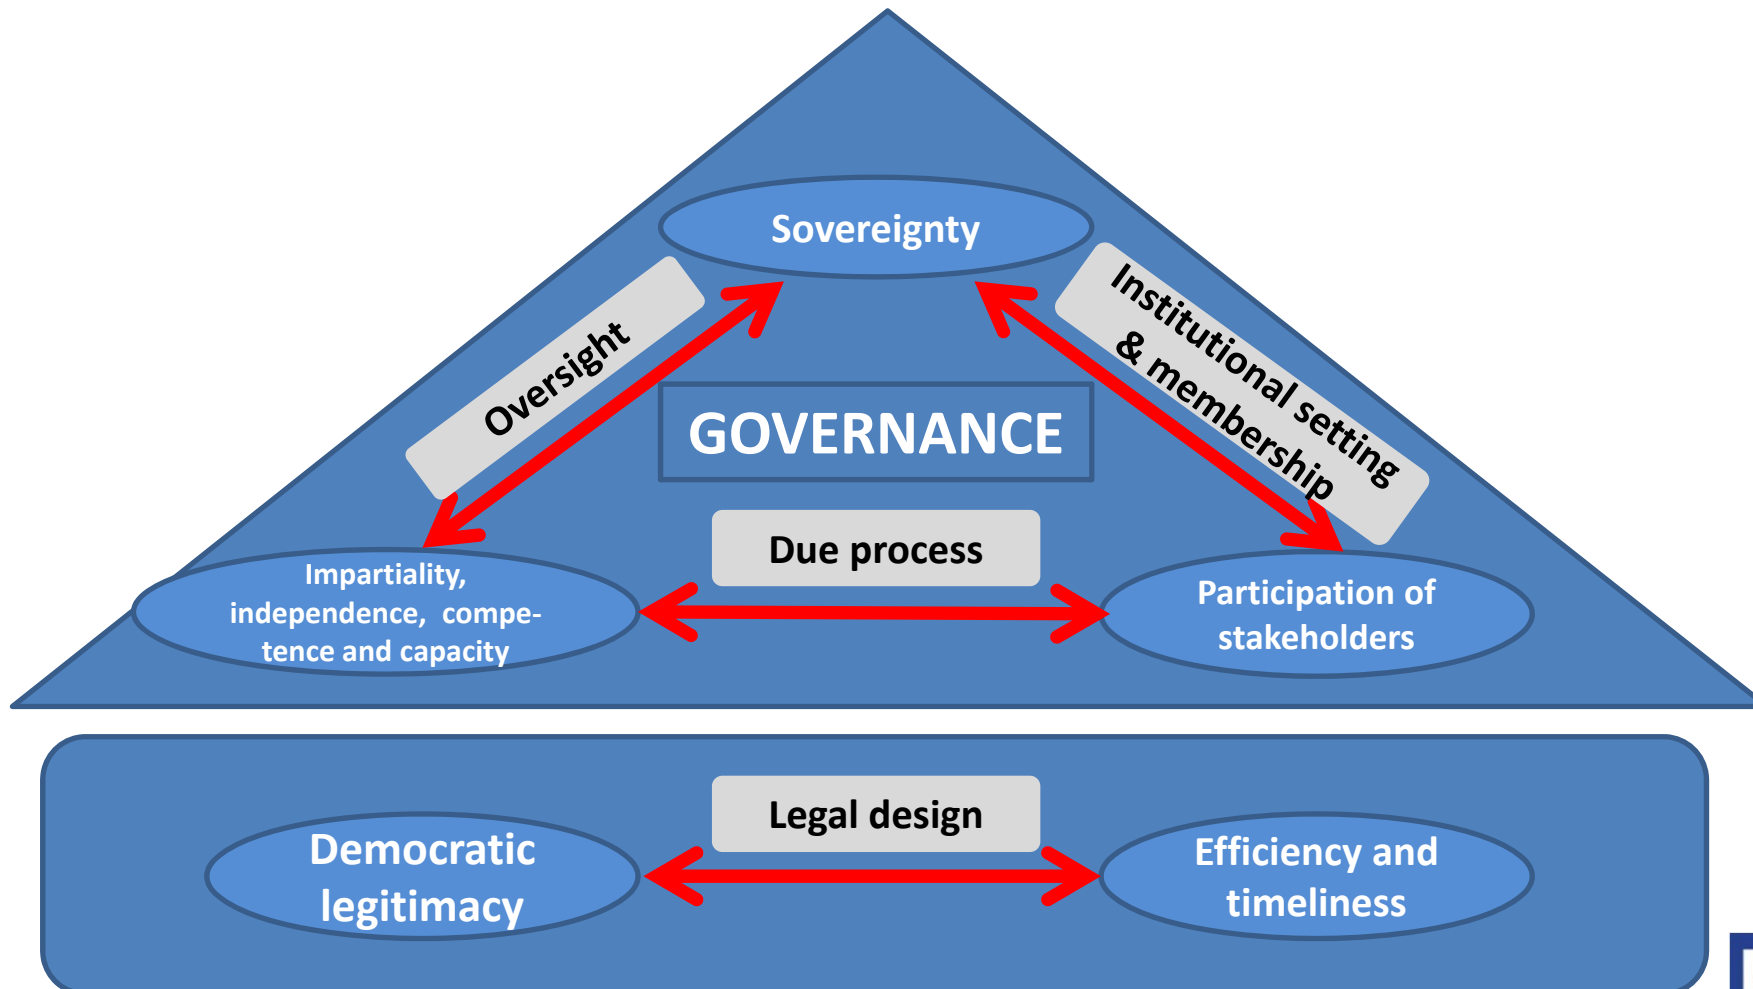 Sovereignty
Oversight
Institutional setting
& membership
GOVERNANCE
Due process
Impartiality,
independence,  compe-
tence and capacity
Participation of
stakeholders
Legal design
Democratic
legitimacy
Efficiency and
timeliness